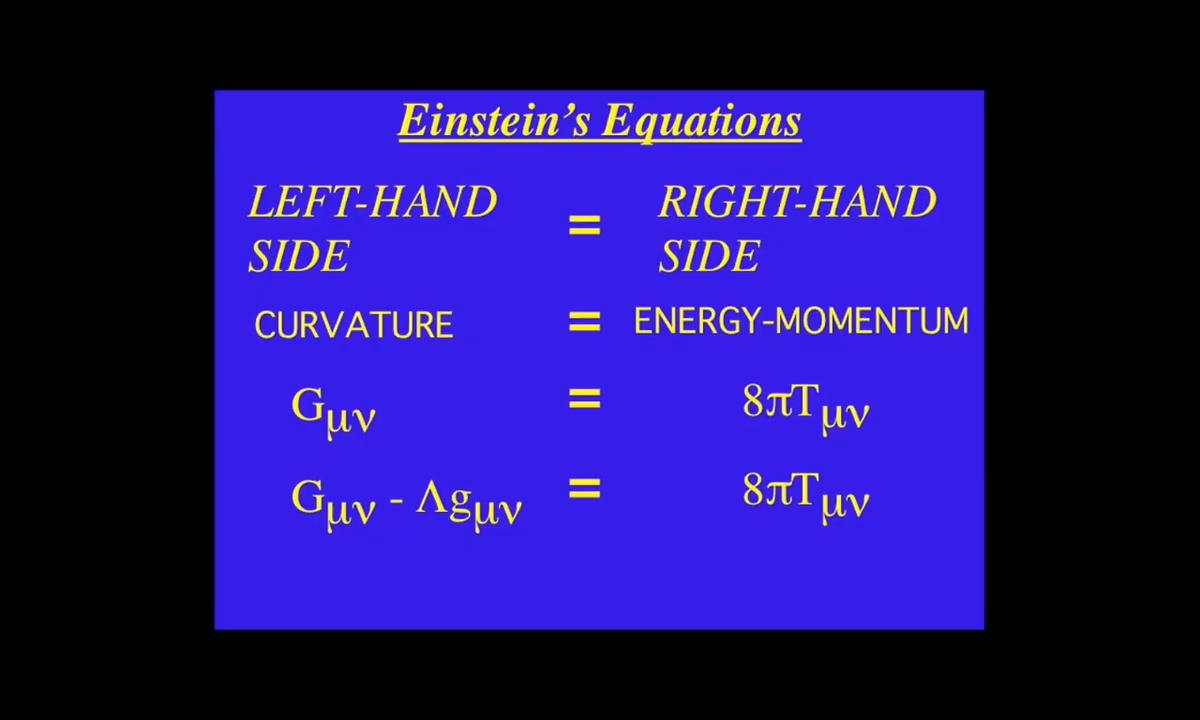 Einstein’s Equations
LEFT-HAND SIDE = RIGHT-HAND SIDE
CURVATURE = ENERGY-MOMENTUM
Gμν = 8πTμν
Gμν - Λgμν = 8πTμν